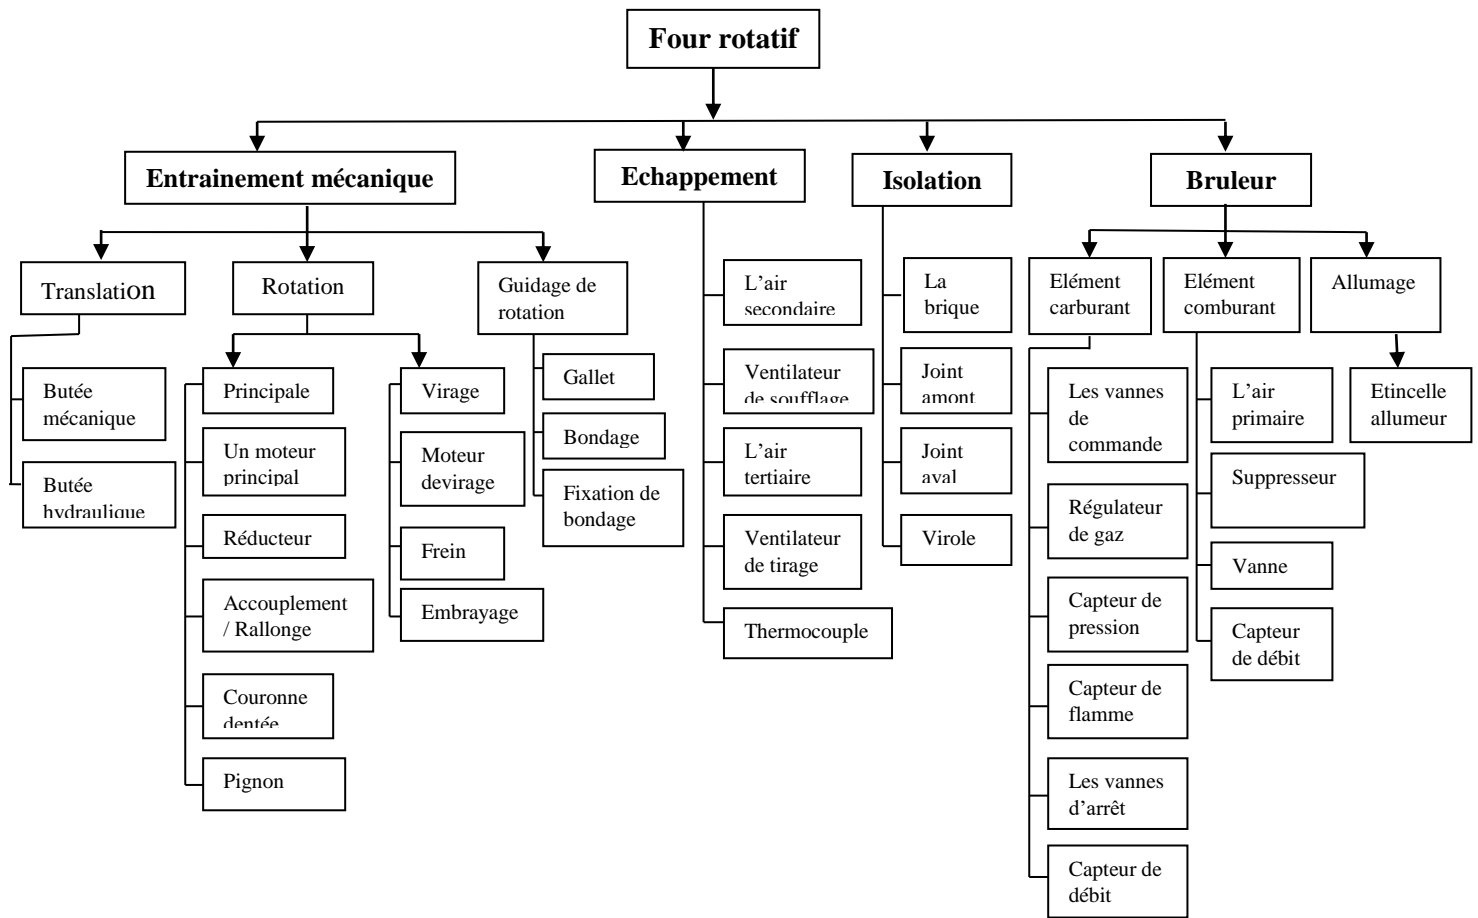 Four rotatif
Entrainement mécanique
Echappement
Isolation
Bruleur
Translation
Rotation
Guidage de
rotation
Butée
mécanique
Butée
hydraulique
Principale
Un moteur
principal
Réducteur
Accouplement
/ Rallonge
Couronne
dentée
Pignon
Virage
Moteur
devirage
Frein
Embrayage
Gallet
Bondage
Fixation de
bondage
L’air
secondaire
Ventilateur
de soufflage
L’air
tertiaire
Ventilateur
de tirage
Thermocouple
La
brique
Joint
amont
Joint
aval
Virole
Elément
carburant
Elément
comburant
Allumage
Les vannes
de
commande
Régulateur
de gaz
Capteur de
pression
Capteur de
flamme
Les vannes
d’arrêt
Capteur de
débit
L’air
primaire
Suppresseur
Vanne
Capteur
de débit
Etincelle
allumeur